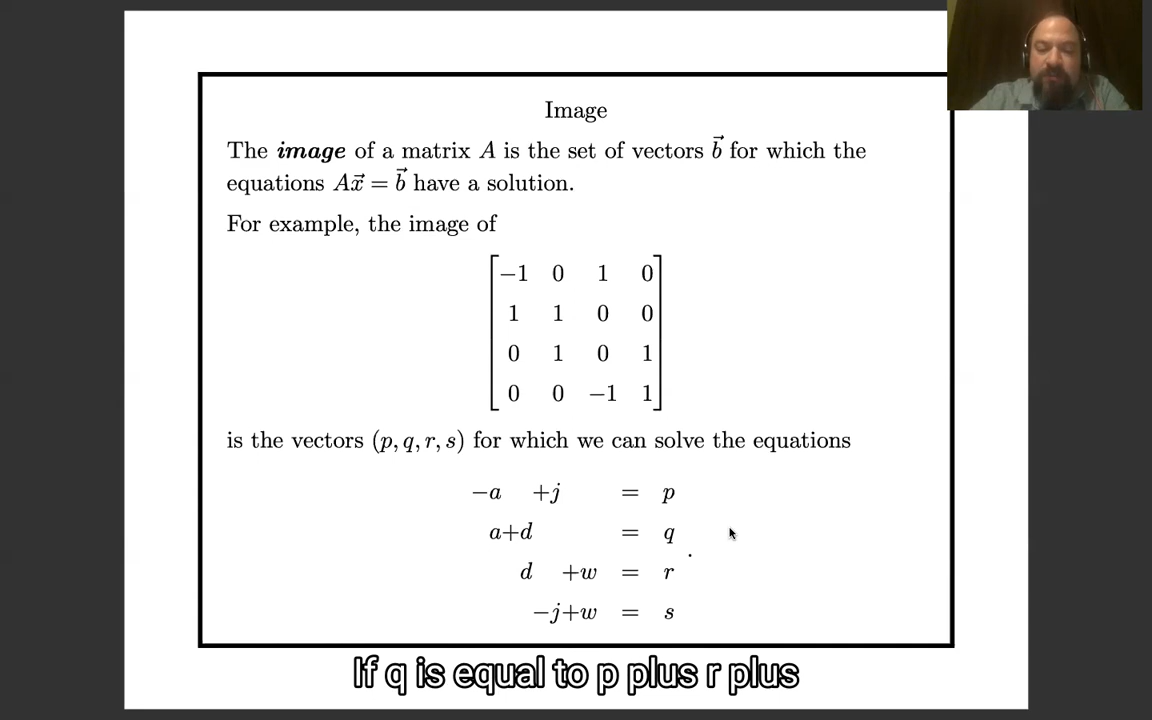 Image
The image of a matrix A is the set of vectors b⃗ for which the
equations Ax⃗ = b⃗ have a solution.
For example, the image of
−1 0 1 0
1 1 0 0
0 1 0 1
0 0 −1 1
is the vectors (p, q, r, s) for which we can solve the equations
−a +j = p
a+d = q
.
d +w = r
−j+w = s
If q is equal to p plus r plus